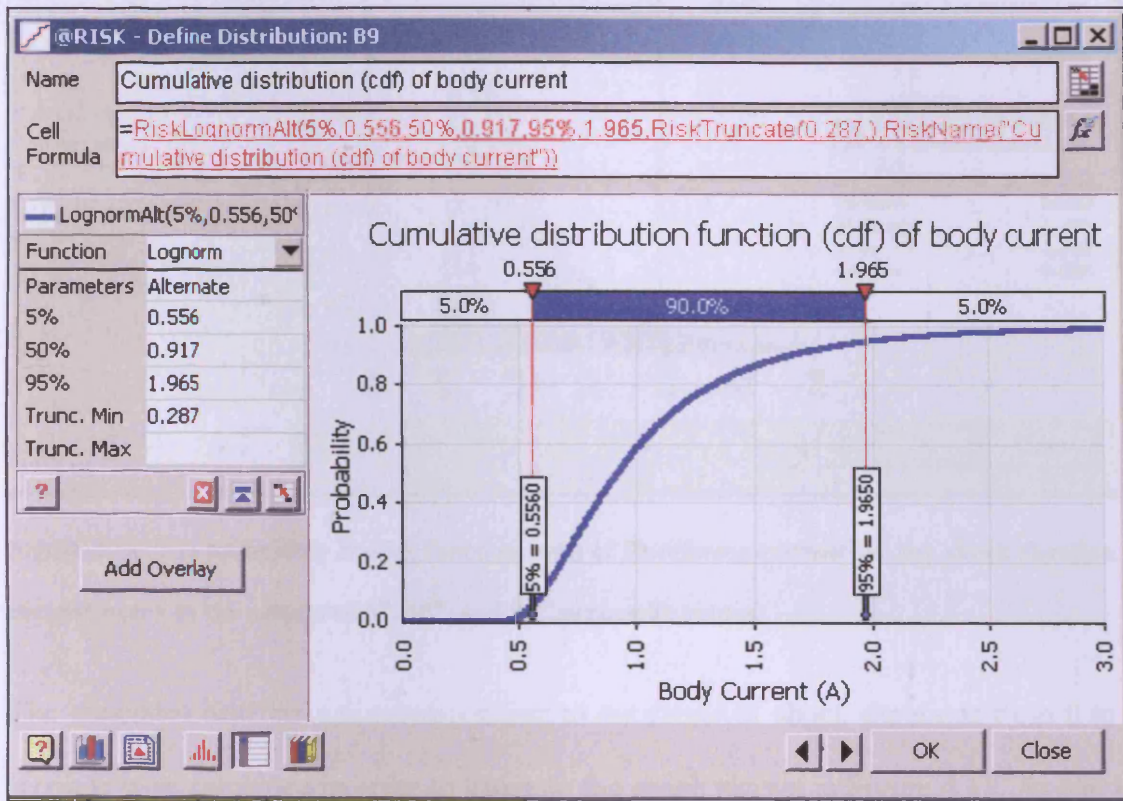 @RISK - Define Distribution: B9
Name
Cumulative distribution (cdf) of body current
Cell
Formula
=RiskLognormAlt(5%,0.556,50%,0.917,95%,1.965,RiskTruncate(0.287,),RiskName("Cu
mulative distribution (cdf) of body current"))
LognormAlt(5%,0.556,50%
Function Lognorm
Parameters Alternate
5% 0.556
50% 0.917
95% 1.965
Trunc. Min 0.287
Trunc. Max
Add Overlay
Cumulative distribution function (cdf) of body current
0.556 1.965
5.0% 90.0% 5.0%
1.0
0.8
0.6
0.4
0.2
0.0
Probability
5% = 0.5560
95% = 1.9650
0.0 0.5 1.0 1.5 2.0 2.5 3.0
Body Current (A)
OK
Close